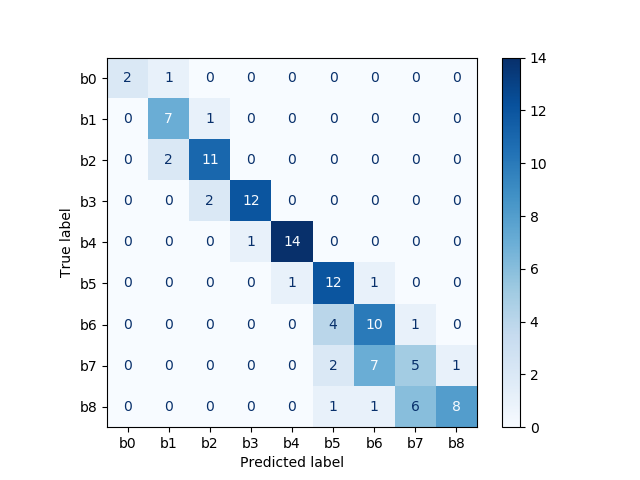 b0 2 1 0 0 0 0 0 0 0
b1 0 7 1 0 0 0 0 0 0
b2 0 2 11 0 0 0 0 0 0
b3 0 0 2 12 0 0 0 0 0
b4 0 0 0 1 14 0 0 0 0
b5 0 0 0 0 1 12 1 0 0
b6 0 0 0 0 0 4 10 1 0
b7 0 0 0 0 0 2 7 5 1
b8 0 0 0 0 0 1 1 6 8
b0 b1 b2 b3 b4 b5 b6 b7 b8
Predicted label
True label
14
12
10
8
6
4
2
0